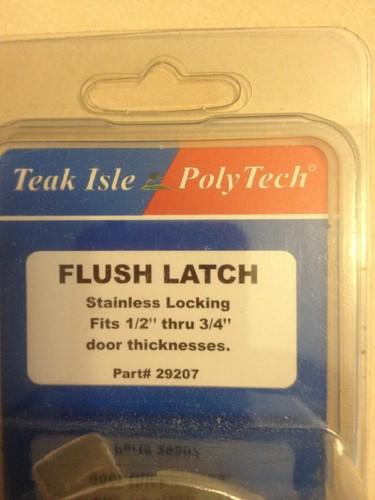 Teak Isle PolyTech
FLUSH LATCH
Stainless Locking
Fits 1/2" thru 3/4"
door thicknesses.
Part# 29207